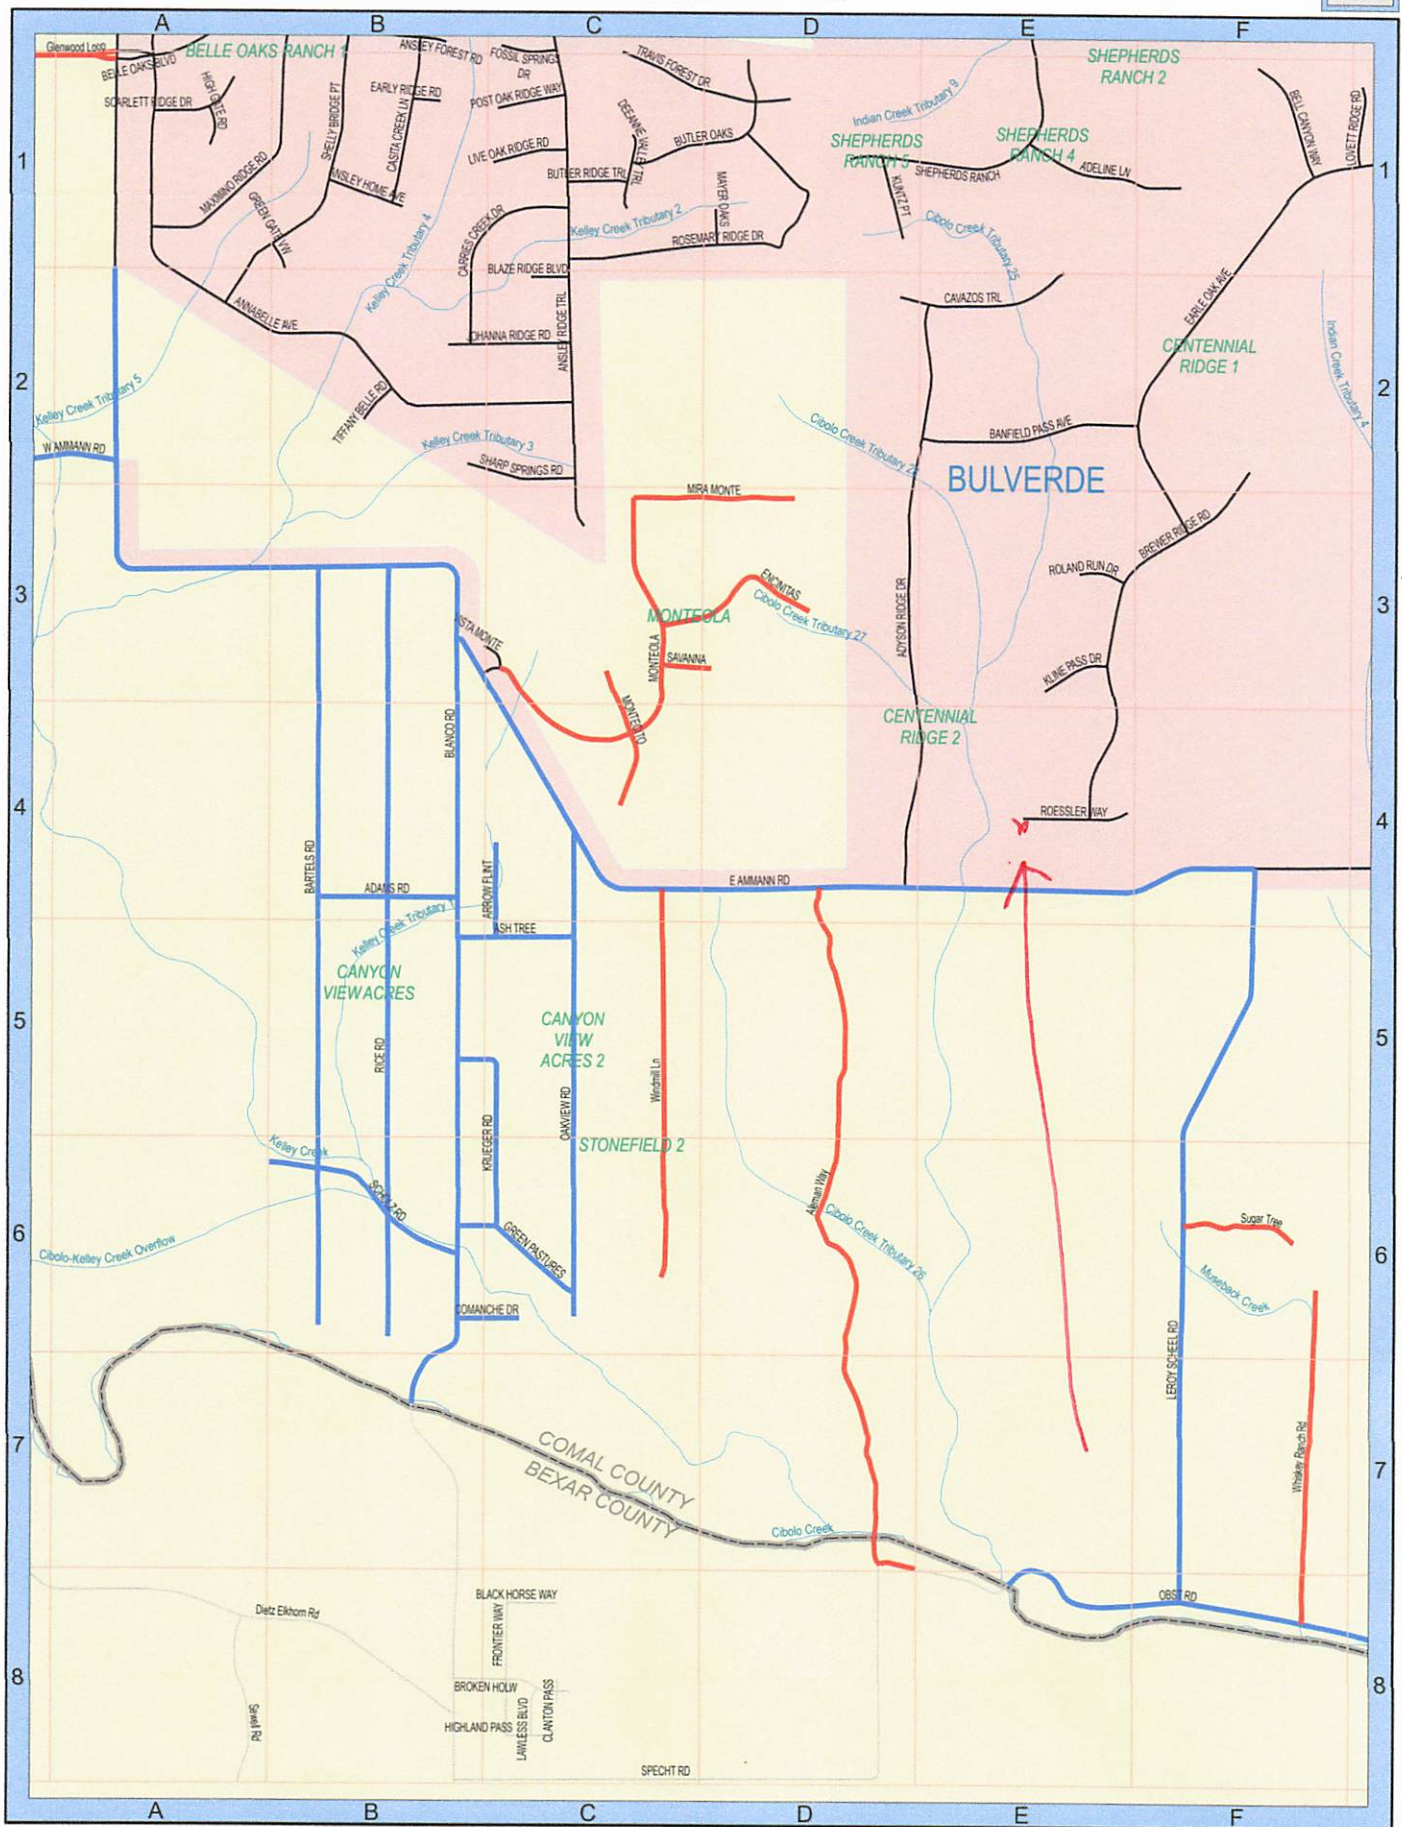 A B C D E F
Glenwood Loop
BELLE OAKS RANCH 1
ANSLEY FOREST RD
FOSSIL SPRINGS
DR
TRAVIS FOREST DR
SHEPHERDS
RANCH 2
BELLE OAKS BLVD
HIGH GATE RD
SCARLETT RIDGE DR
EARLY RIDGE RD
POST OAK RIDGE WAY
Indian Creek Tributary 9
BELL CANYON WAY
LOVETT RIDGE RD
SHELLY BRIDGE PT
CASITA CREEK LN
DEEANNE VALLEY TRL
BUTLER OAKS
SHEPHERDS
RANCH 5
SHEPHERDS
RANCH 4
1
LIVE OAK RIDGE RD
1
MAXIMINO RIDGE RD
ANSLEY HOME AVE
BUTLER RIDGE TRL
MAYER OAKS
KUNTZ PT
SHEPHERDS RANCH
ADELINE LN
GREEN GATE VW
Kelley Creek Tributary 4
CARRIES CREEK DR
Kelley Creek Tributary 2
ROSEMARY RIDGE DR
Cibolo Creek Tributary 25
BLAZE RIDGE BLVD
ANNABELLE AVE
JOHANNA RIDGE RD
ANSLEY RIDGE TRL
CAVAZOS TRL
EARLE OAK AVE
CENTENNIAL
RIDGE 1
Indian Creek Tributary 4
2
2
Kelley Creek Tributary 5
TIFFANY BELLE RD
W AMMANN RD
Kelley Creek Tributary 3
SHARP SPRINGS RD
BANFIELD PASS AVE
BULVERDE
MIRA MONTE
BREWER RIDGE RD
ROLAND RUN DR
3
ENCINITAS
Cibolo Creek Tributary 27
3
MONTEOLA
ADYSON RIDGE DR
MONTEOLA
SAVANNA
KLINE PASS DR
MONTECITO
BLANCO RD
CENTENNIAL
RIDGE 2
4
ROESSLER WAY
4
BARTELS RD
ADAMS RD
ARROW FLINT
E AMMANN RD
Kelley Creek Tributary 1
ASH TREE
CANYON
VIEW ACRES
5
CANYON
VIEW
ACRES 2
5
RICE RD
OAKVIEW RD
Windmill Ln
KRUEGER RD
STONEFIELD 2
Kelley Creek
SCHOLZ RD
Aleman Way
6
Cibolo-Kelley Creek Overflow
GREEN PASTURES
Cibolo Creek Tributary 26
Sugar Tree
6
Museback Creek
COMANCHE DR
LEROY SCHEEL RD
7
COMAL COUNTY
BEXAR COUNTY
7
Whiskey Ranch Rd
Cibolo Creek
BLACK HORSE WAY
OBST RD
Dietz Elkhorn Rd
FRONTIER WAY
8
BROKEN HOLW
8
HIGHLAND PASS
LAWLESS BLVD
CLANTON PASS
SPECHT RD
A B C D E F